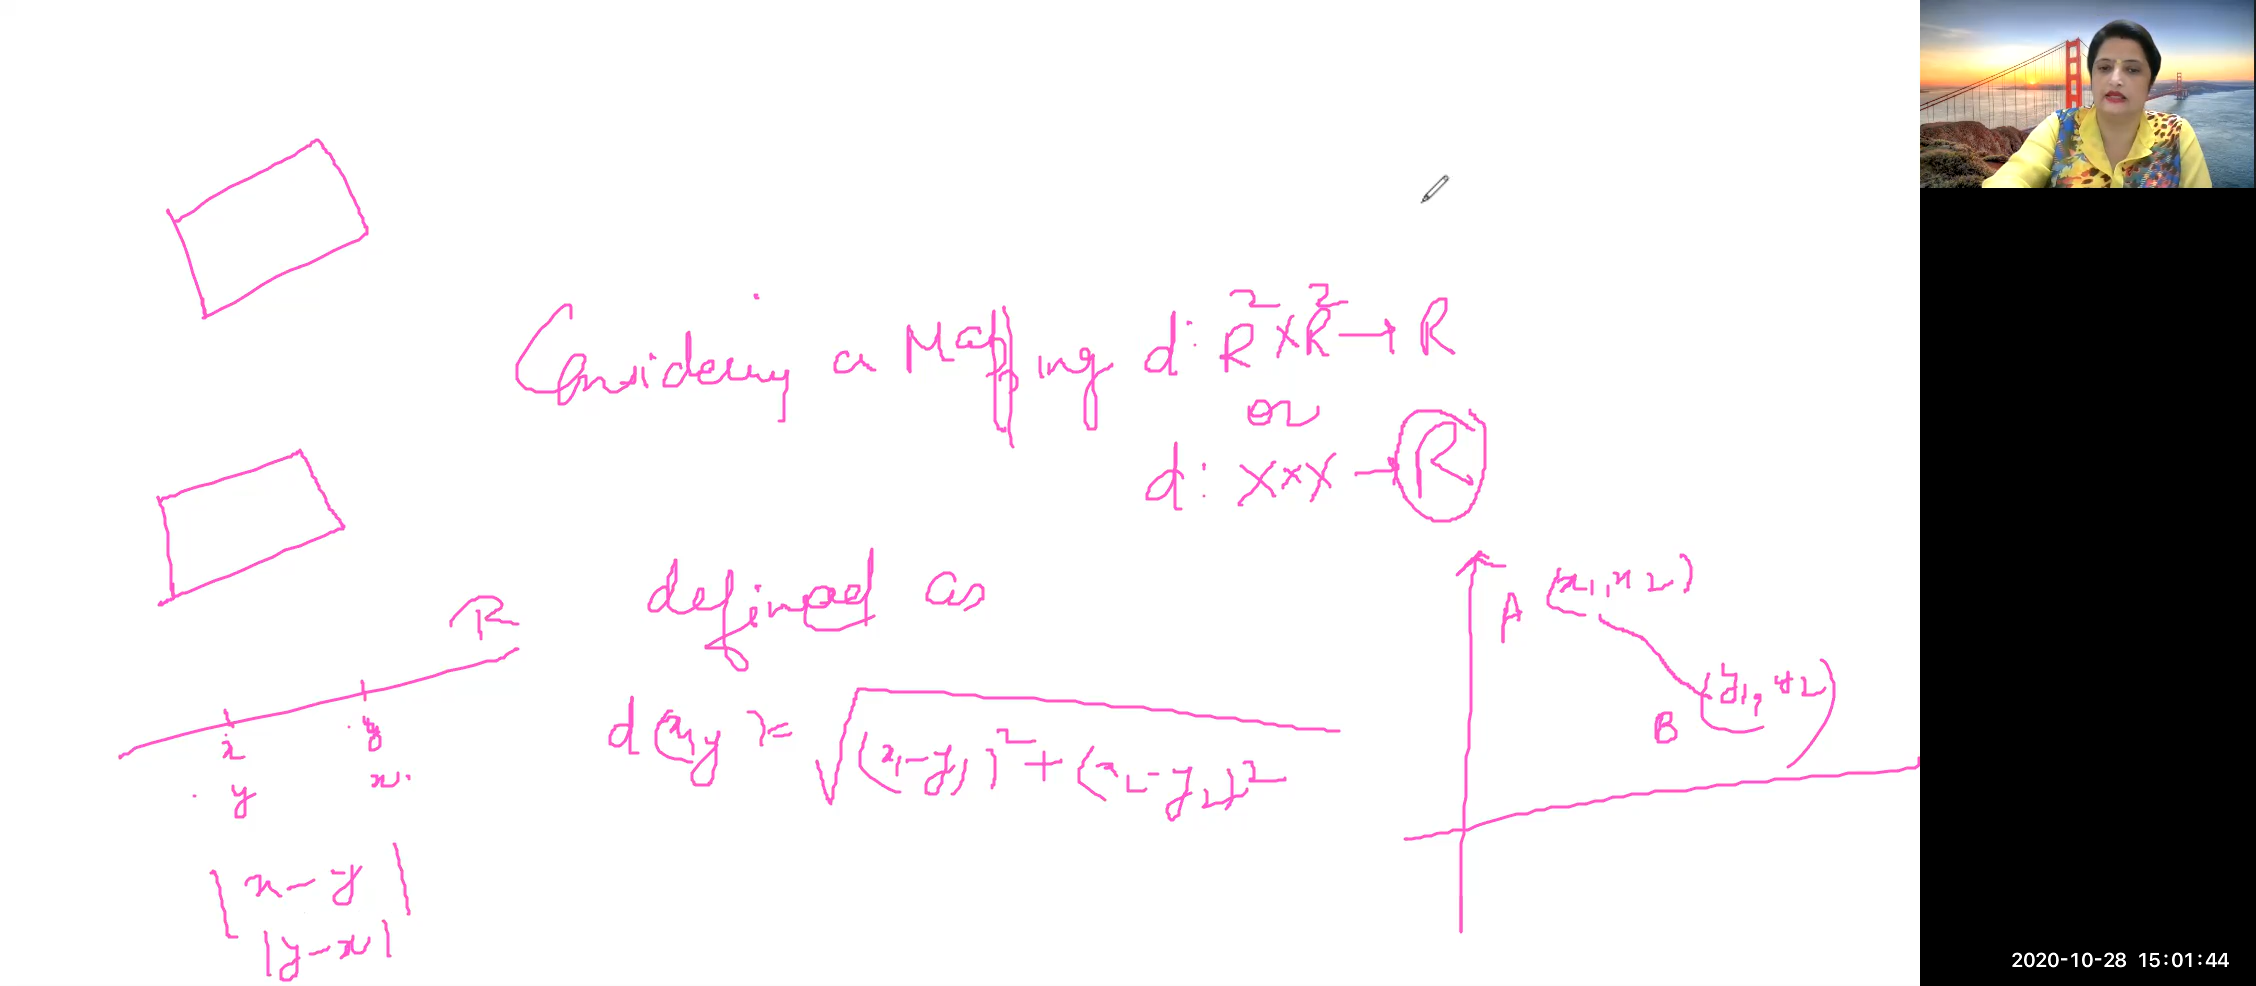 Considering a Mapping d: R²×R² → R
or
d: X×X → R
defined as
d(x,y) = √(x₁-y₁)²+(x₂-y₂)²
R
x y
y x
|x-y|
|y-x|
A (x₁,x₂)
B (y₁,y₂)
2020-10-28 15:01:44